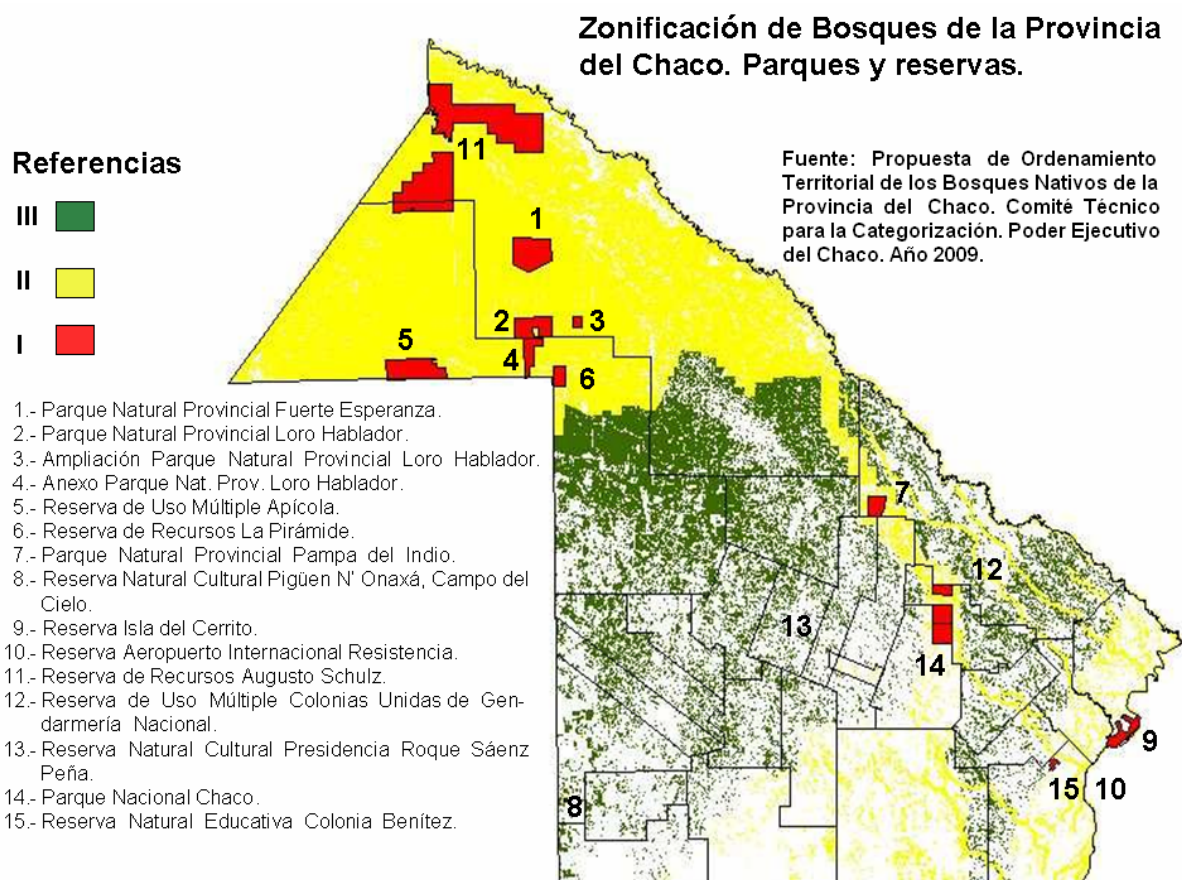 Zonificación de Bosques de la Provincia
del Chaco. Parques y reservas.
Fuente: Propuesta de Ordenamiento
Territorial de los Bosques Nativos de la
Provincia del Chaco. Comité Técnico
para la Categorización. Poder Ejecutivo
del Chaco. Año 2009.
Referencias
III
II
I
1.- Parque Natural Provincial Fuerte Esperanza.
2.- Parque Natural Provincial Loro Hablador.
3.- Ampliación Parque Natural Provincial Loro Hablador.
4.- Anexo Parque Nat. Prov. Loro Hablador.
5.- Reserva de Uso Múltiple Apícola.
6.- Reserva de Recursos La Pirámide.
7.- Parque Natural Provincial Pampa del Indio.
8.- Reserva Natural Cultural Pigüen N' Onaxá, Campo del
Cielo.
9.- Reserva Isla del Cerrito.
10.- Reserva Aeropuerto Internacional Resistencia.
11.- Reserva de Recursos Augusto Schulz.
12.- Reserva de Uso Múltiple Colonias Unidas de Gen-
darmería Nacional.
13.- Reserva Natural Cultural Presidencia Roque Sáenz
Peña.
14.- Parque Nacional Chaco.
15.- Reserva Natural Educativa Colonia Benítez.
11
1
2
3
5
4
6
7
12
13
14
9
15
10
8